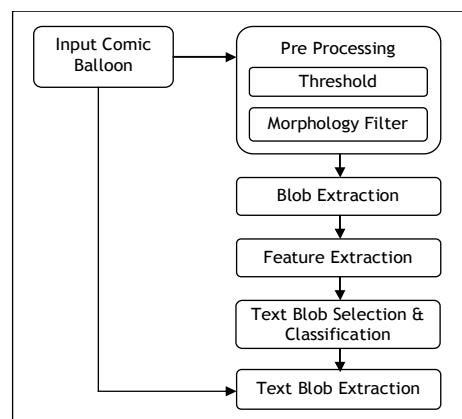 Input Comic
Balloon
Pre Processing
Threshold
Morphology Filter
Blob Extraction
Feature Extraction
Text Blob Selection &
Classification
Text Blob Extraction